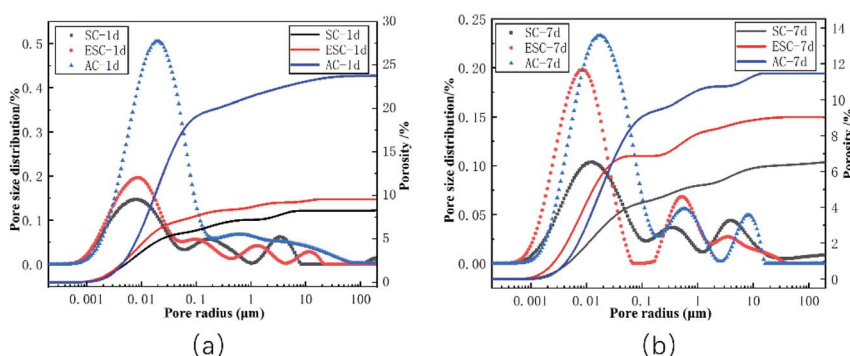 SC-1d
ESC-1d
AC-1d
SC-1d
ESC-1d
AC-1d
Pore size distribution/%
0.5
0.4
0.3
0.2
0.1
0.0
Porosity /%
30
25
20
15
10
5
0
0.001 0.01 0.1 1 10 100
Pore radius (μm)
(a)
SC-7d
ESC-7d
AC-7d
SC-7d
ESC-7d
AC-7d
Pore size distribution/%
0.25
0.20
0.15
0.10
0.05
0.00
Porosity /%
14
12
10
8
6
4
2
0
0.001 0.01 0.1 1 10 100
Pore radius (μm)
(b)